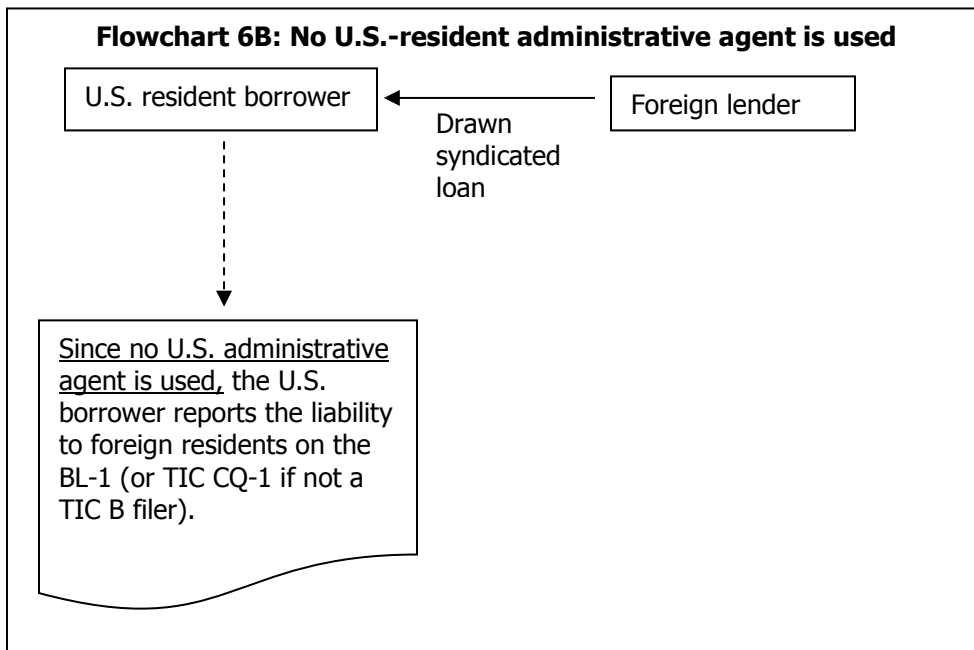 Flowchart 6B: No U.S.-resident administrative agent is used
U.S. resident borrower
Foreign lender
Drawn
syndicated
loan
Since no U.S. administrative
agent is used, the U.S.
borrower reports the liability
to foreign residents on the
BL-1 (or TIC CQ-1 if not a
TIC B filer).